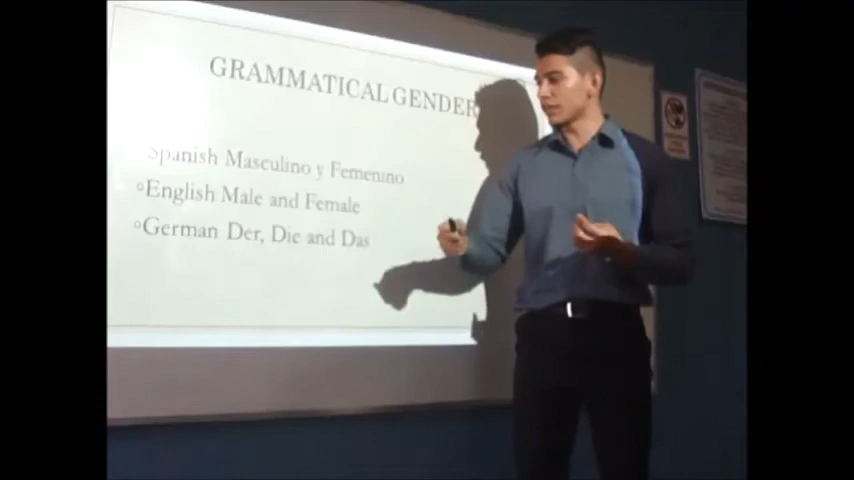 GRAMMATICAL GENDER
Spanish Masculino y Femenino
English Male and Female
German Der, Die and Das